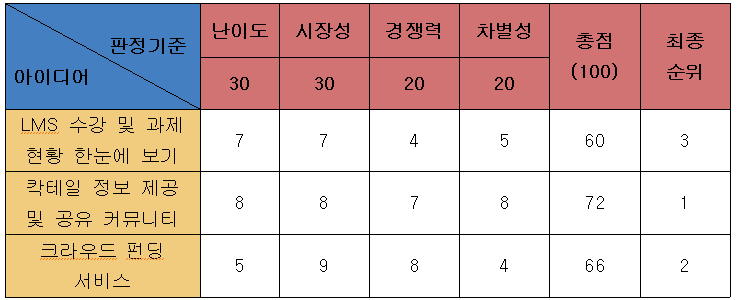 판정기준
아이디어
난이도 시장성 경쟁력 차별성 총점 (100) 최종 순위
30 30 20 20
LMS 수강 및 과제
현황 한눈에 보기
7 7 4 5 60 3
칵테일 정보 제공
및 공유 커뮤니티
8 8 7 8 72 1
크라우드 펀딩
서비스
5 9 8 4 66 2